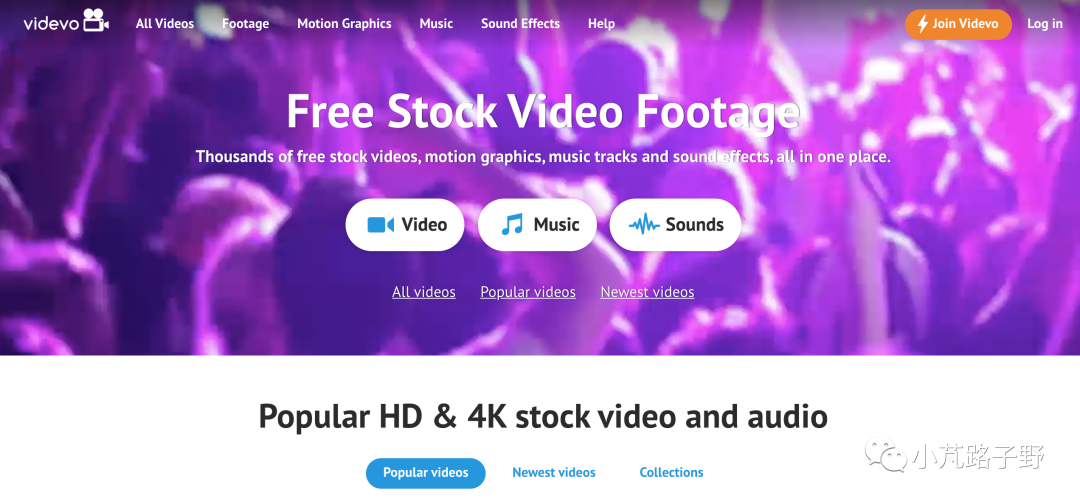 videvo All Videos Footage Motion Graphics Music Sound Effects Help Join Videvo Log in
Free Stock Video Footage
Thousands of free stock videos, motion graphics, music tracks and sound effects, all in one place.
Video Music Sounds
All videos Popular videos Newest videos
Popular HD & 4K stock video and audio
小芃路子野
Popular videos Newest videos Collections